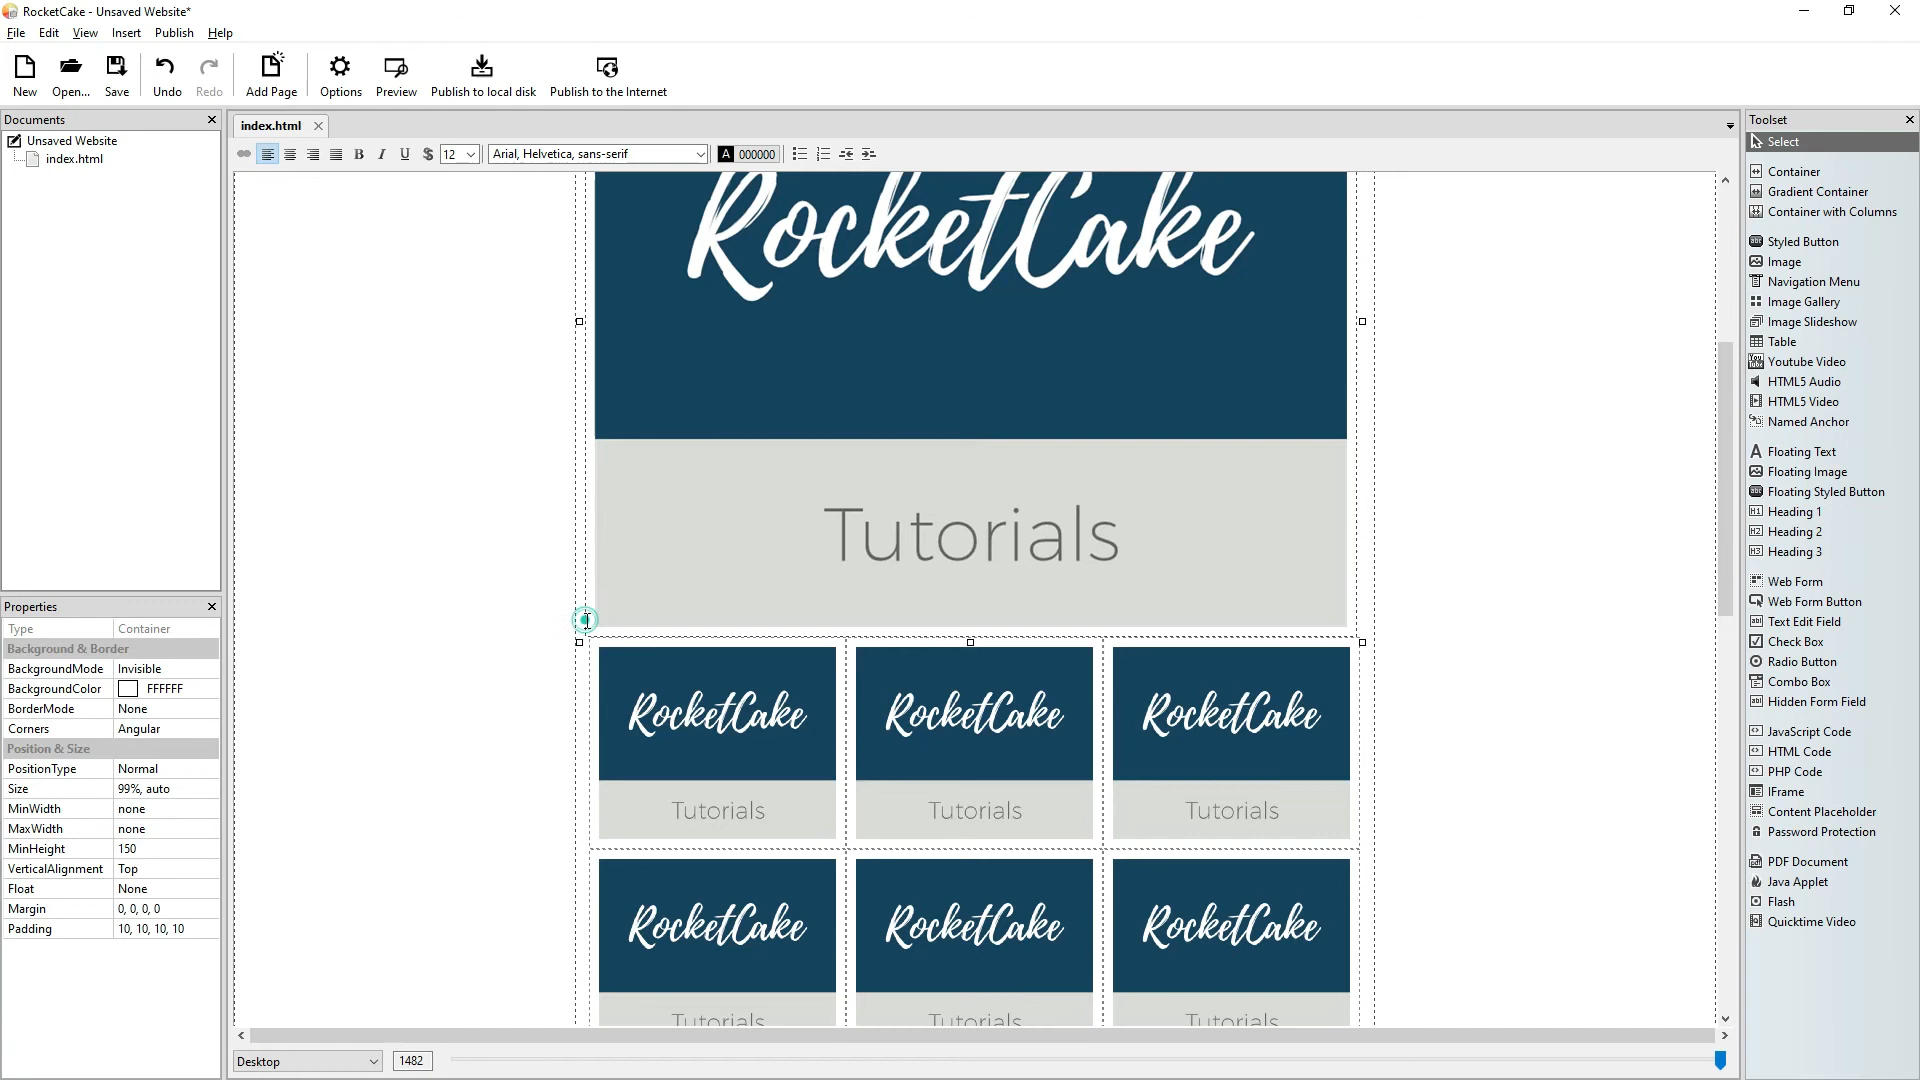 RocketCake - Unsaved Website*
File Edit View Insert Publish Help
New Open... Save Undo Redo Add Page Options Preview Publish to local disk Publish to the Internet
Documents
Unsaved Website
index.html
index.html
B I U $ 12 Arial, Helvetica, sans-serif A 000000
RocketCake
Tutorials
RocketCake RocketCake RocketCake
Tutorials Tutorials Tutorials
RocketCake RocketCake RocketCake
Tutorials Tutorials Tutorials
Desktop 1482
Properties
Type Container
Background & Border
BackgroundMode Invisible
BackgroundColor FFFFFF
BorderMode None
Corners Angular
Position & Size
PositionType Normal
Size 99%, auto
MinWidth none
MaxWidth none
MinHeight 150
VerticalAlignment Top
Float None
Margin 0, 0, 0, 0
Padding 10, 10, 10, 10
Toolset
Select
Container
Gradient Container
Container with Columns
Styled Button
Image
Navigation Menu
Image Gallery
Image Slideshow
Table
Youtube Video
HTML5 Audio
HTML5 Video
Named Anchor
Floating Text
Floating Image
Floating Styled Button
H1 Heading 1
H2 Heading 2
H3 Heading 3
Web Form
Web Form Button
Text Edit Field
Check Box
Radio Button
Combo Box
Hidden Form Field
JavaScript Code
HTML Code
PHP Code
IFrame
Content Placeholder
Password Protection
PDF Document
Java Applet
Flash
Quicktime Video